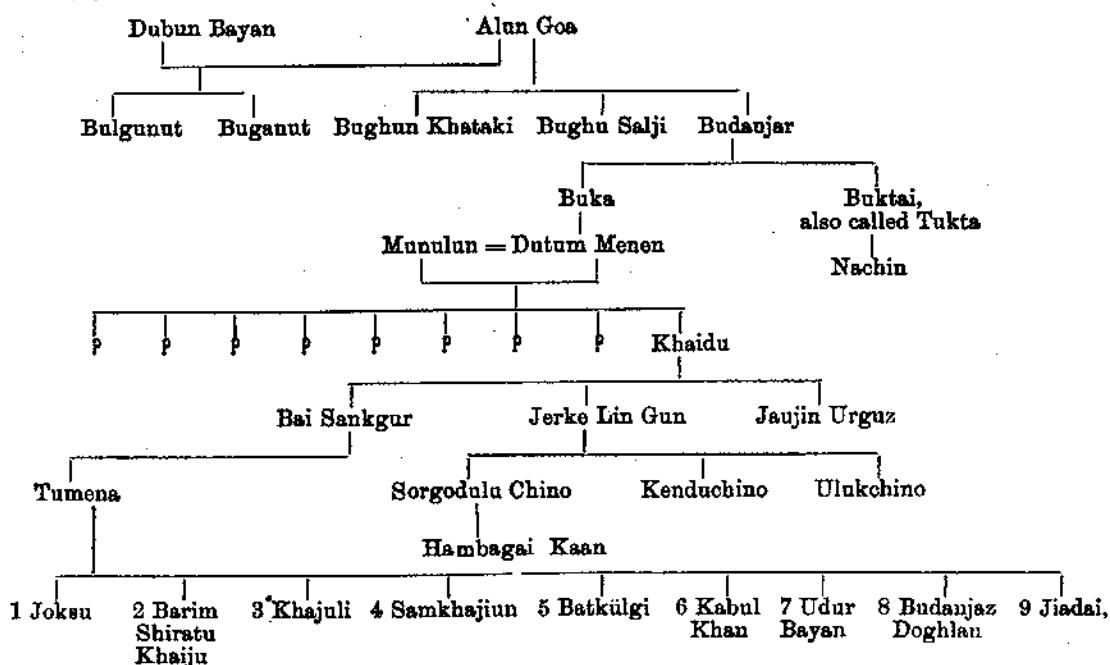 Dubun Bayan Alun Goa
Bulgunut Buganut Bughun Khataki Bughu Salji Budanjar
Buka Buktai,
also called Tukta
Munulun = Dutum Menen
Nachin
? ? ? ? ? ? ? ? Khaidu
Bai Sankgur Jerke Lin Gun Jaujin Urguz
Tumena Sorgodulu Chino Kenduchino Ulukchino
Hambagai Kaan
1 Joksu 2 Barim 3 Khajuli 4 Samkhajiun 5 Batkülgi 6 Kabul 7 Udur 8 Budanjaz 9 Jiadai,
Shiratu Khan Bayan Doghlan
Khaiju